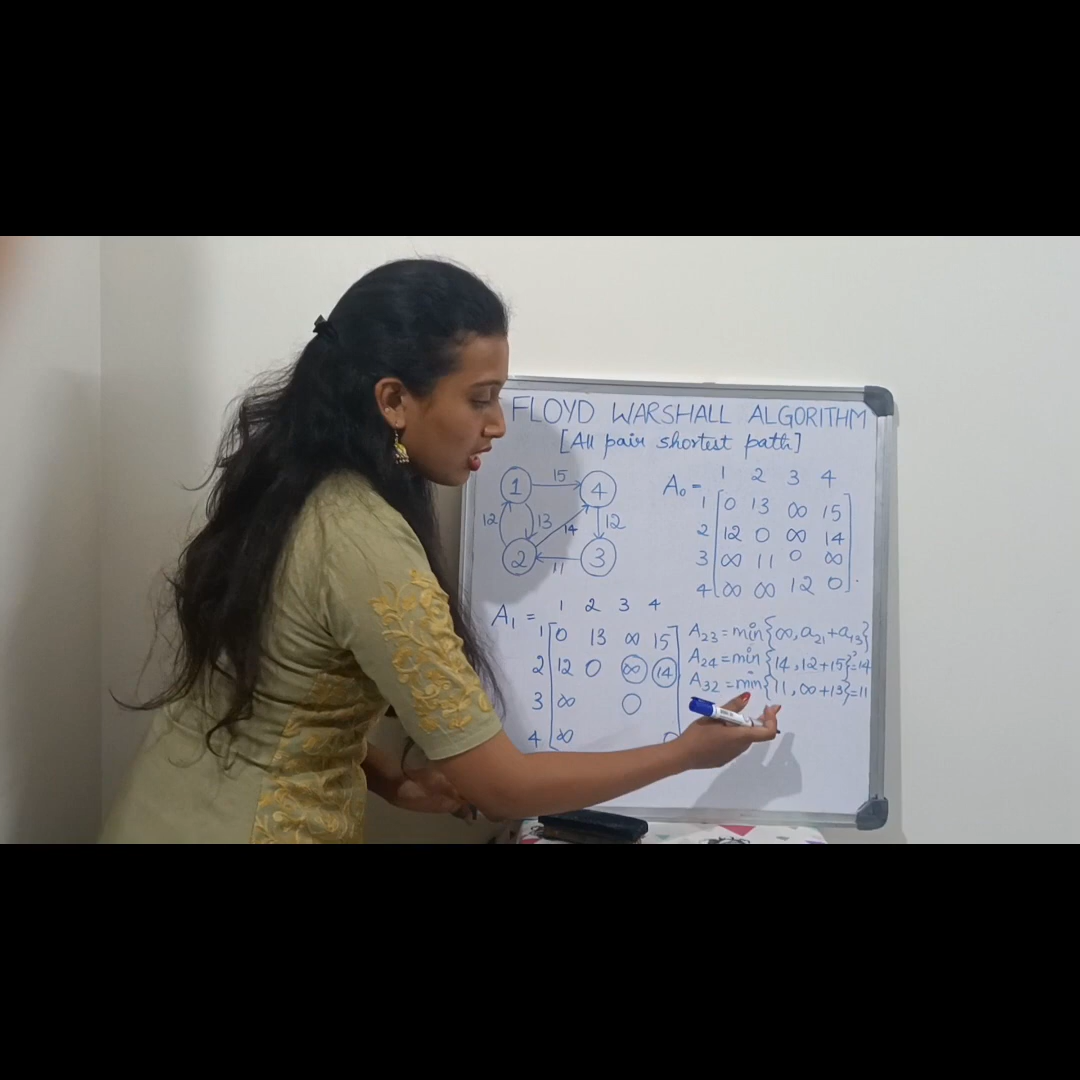 FLOYD WARSHALL ALGORITHM
[All pair shortest path]
1 15 4
12 13 14 12
2 11 3
A₀ =
1 2 3 4
1 0 13 ∞ 15
2 12 0 ∞ 14
3 ∞ 11 0 ∞
4 ∞ ∞ 12 0
A₁ =
1 2 3 4
1 0 13 ∞ 15
2 12 0 ∞ 14
3 ∞ 0
4 ∞ 0
A₂₃ = min{∞, a₂₁ + a₁₃}
A₂₄ = min{14, 12+15} = 14
A₃₂ = min{11, ∞+13} = 11